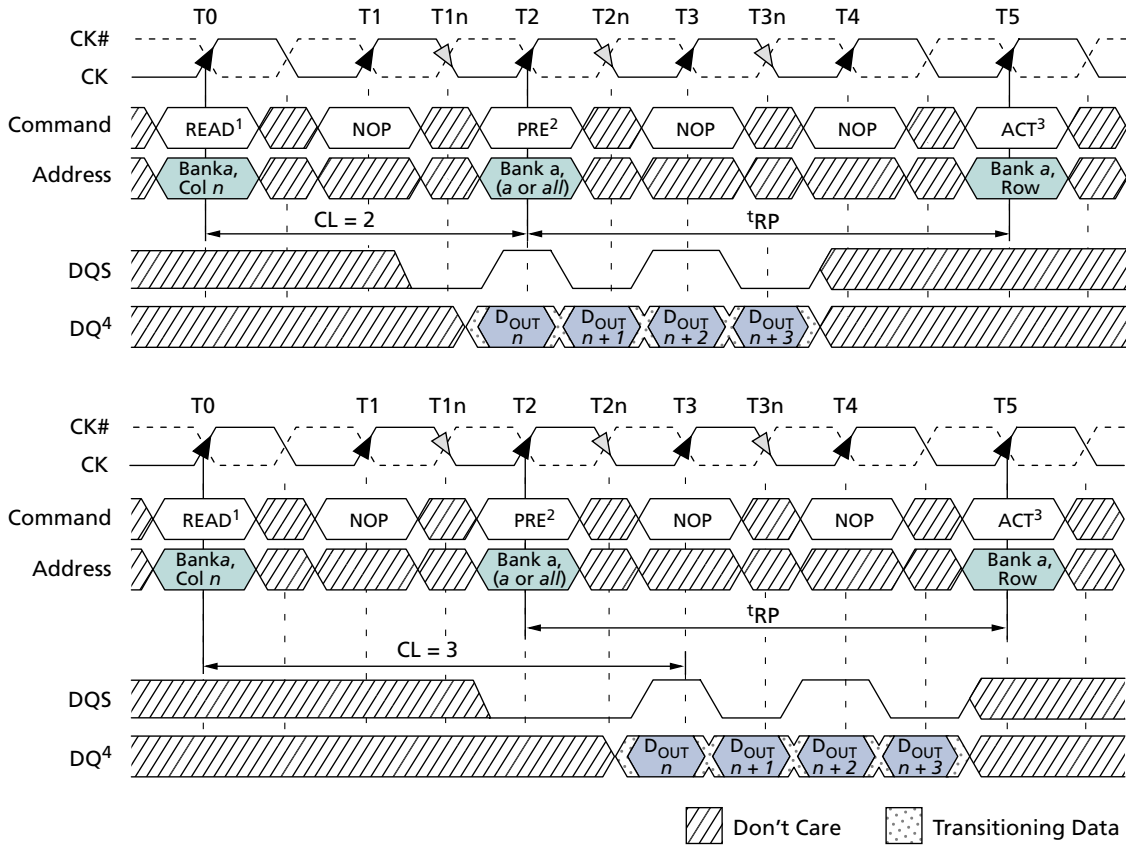 T0 T1 T1n T2 T2n T3 T3n T4 T5
CK#
CK
Command READ¹ NOP PRE² NOP NOP ACT³
Address Banka, Col n Bank a, (a or all) Bank a, Row
CL = 2 ᵗRP
DQS
DQ⁴ DOUT n DOUT n + 1 DOUT n + 2 DOUT n + 3
T0 T1 T1n T2 T2n T3 T3n T4 T5
CK#
CK
Command READ¹ NOP PRE² NOP NOP ACT³
Address Banka, Col n Bank a, (a or all) Bank a, Row
ᵗRP
CL = 3
DQS
DQ⁴ DOUT n DOUT n + 1 DOUT n + 2 DOUT n + 3
Don't Care Transitioning Data